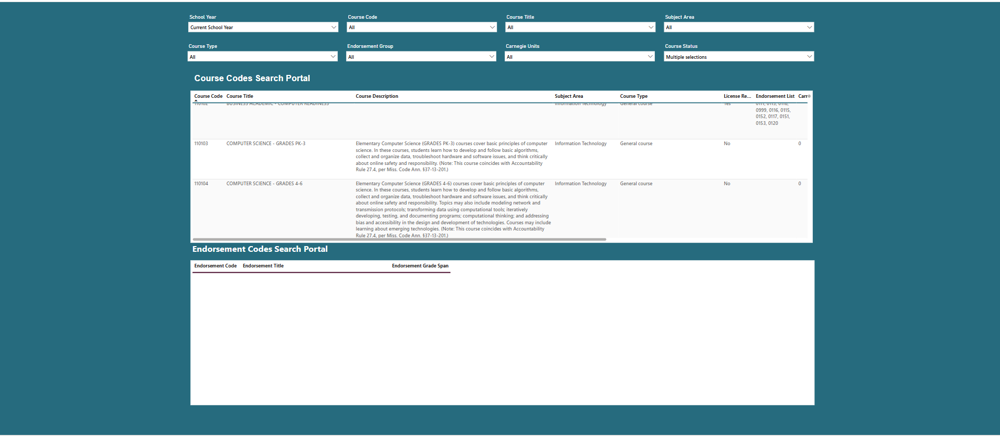 School Year Course Code Course Title Subject Area
Current School Year All All All
Course Type Endorsement Group Carnegie Units Course Status
All All All Multiple selections
Course Codes Search Portal
Course Code Course Title Course Description Subject Area Course Type License Re... Endorsement List Carr
110102 BUSINESS ACADEMIC - COMPUTER READINESS Information Technology General course Yes
0999, 0116, 0115,
0152, 0117, 0151,
0153, 0120
110103 COMPUTER SCIENCE - GRADES PK-3 Elementary Computer Science (GRADES PK-3) courses cover basic principles of computer Information Technology General course No 0
science. In these courses, students learn how to develop and follow basic algorithms,
collect and organize data, troubleshoot hardware and software issues, and think critically
about online safety and responsibility. (Note: This course coincides with Accountability
Rule 27.4, per Miss. Code Ann. §37-13-201.)
110104 COMPUTER SCIENCE - GRADES 4-6 Elementary Computer Science (GRADES 4-6) courses cover basic principles of computer Information Technology General course No 0
science. In these courses, students learn how to develop and follow basic algorithms,
collect and organize data, troubleshoot hardware and software issues, and think critically
about online safety and responsibility. Topics may also include modeling network and
transmission protocols; transforming data using computational tools; iteratively
developing, testing, and documenting programs; computational thinking; and addressing
bias and accessibility in the design and development of technologies. Courses may include
learning about emerging technologies. (Note: This course coincides with Accountability
Rule 27.4, per Miss. Code Ann. §37-13-201.)
Endorsement Codes Search Portal
Endorsement Code Endorsement Title Endorsement Grade Span